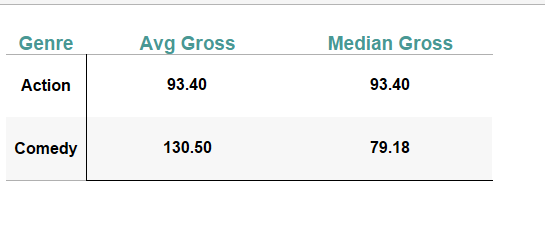 Genre Avg Gross Median Gross
Action 93.40 93.40
Comedy 130.50 79.18